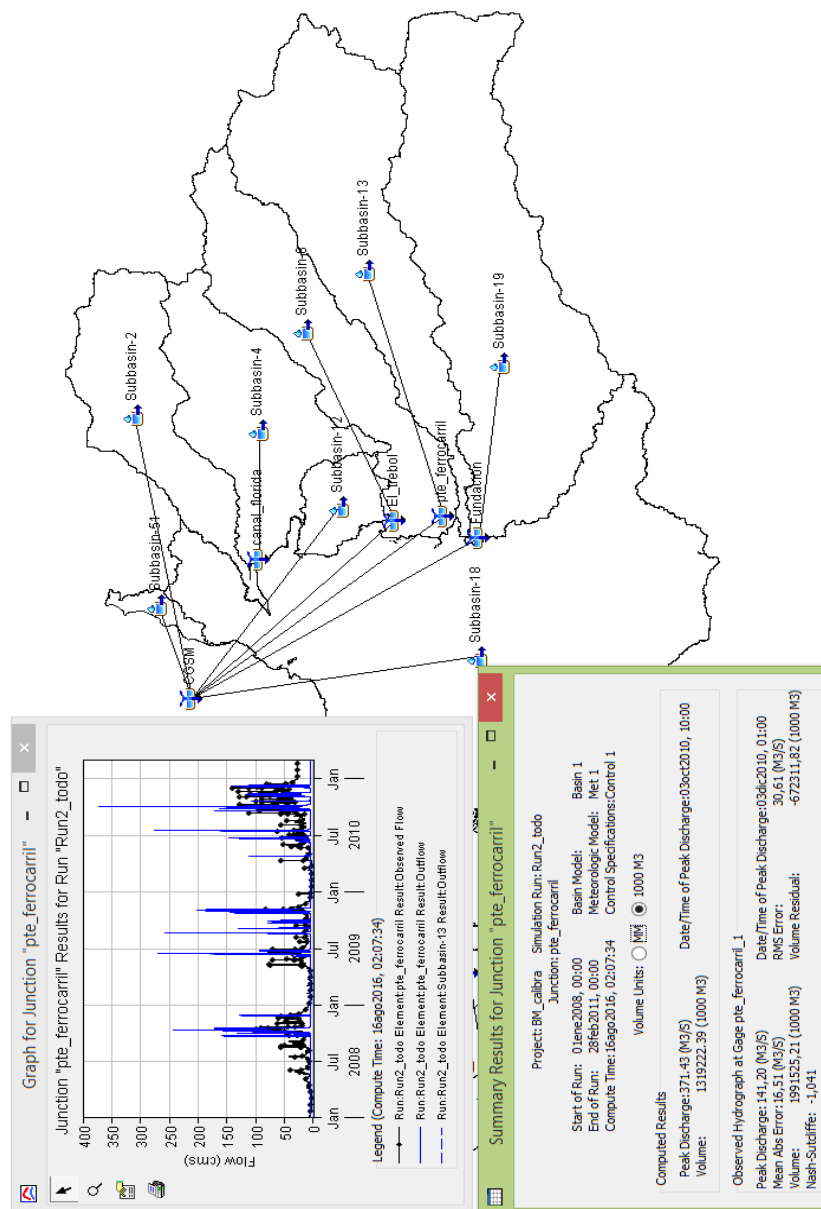 Graph for Junction "pte_ferrocarril"
Junction "pte_ferrocarril" Results for Run "Run2_todo"
Flow (cms)
400
350
300
250
200
150
100
50
0
Jan
Jul
Jan
Jul
Jan
Jul
Jan
2008
2009
2010
Legend (Compute Time: 16ago2016, 02:07:34)
Run:Run2_todo Element:pte_ferrocarril Result:Observed Flow
Run:Run2_todo Element:pte_ferrocarril Result:Outflow
Run:Run2_todo Element:Subbasin-13 Result:Outflow
Summary Results for Junction "pte_ferrocarril"
Project: BM_calibra Simulation Run: Run2_todo
Junction: pte_ferrocarril
Start of Run: 01ene2008, 00:00 Basin Model: Basin 1
End of Run: 28feb2011, 00:00 Meteorologic Model: Met 1
Compute Time:16ago2016, 02:07:34 Control Specifications:Control 1
Volume Units: MM 1000 M3
Computed Results
Peak Discharge:371.43 (M3/S) Date/Time of Peak Discharge:03oct2010, 10:00
Volume: 1319222.39 (1000 M3)
Observed Hydrograph at Gage pte_ferrocarril_1
Peak Discharge: 141,20 (M3/S) Date/Time of Peak Discharge:03dic2010, 01:00
Mean Abs Error:16,51 (M3/S) RMS Error: 30,61 (M3/S)
Volume: 1991525,21 (1000 M3) Volume Residual: -672311,82 (1000 M3)
Nash-Sutcliffe: -1,041
CGSM
Subbasin-51
Subbasin-2
canal_florida
Subbasin-4
Subbasin-12
El_trebol
Subbasin-6
pte_ferrocarril
Subbasin-13
Fundacion
Subbasin-19
Subbasin-18